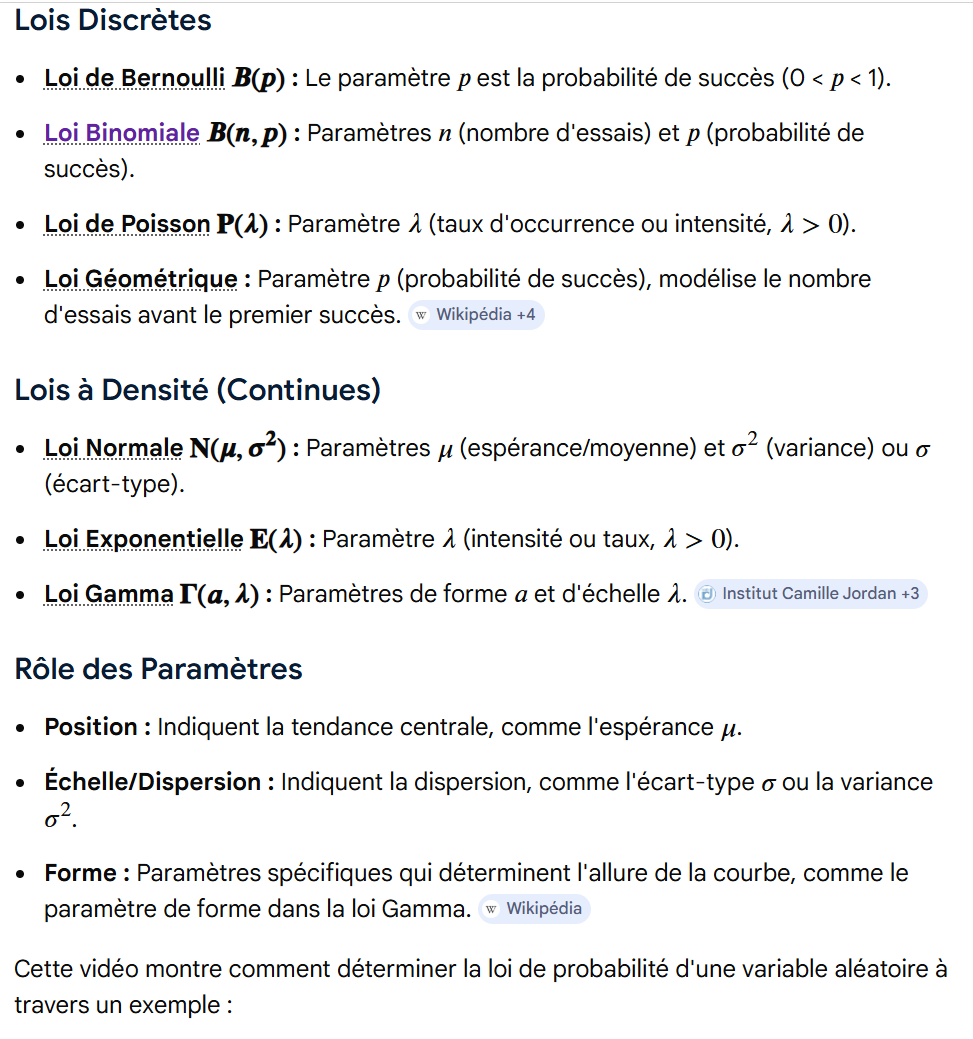 Lois Discrètes
• Loi de Bernoulli B(p) : Le paramètre p est la probabilité de succès (0 < p < 1).
• Loi Binomiale B(n, p) : Paramètres n (nombre d'essais) et p (probabilité de
succès).
• Loi de Poisson P(λ) : Paramètre λ (taux d'occurrence ou intensité, λ > 0).
• Loi Géométrique : Paramètre p (probabilité de succès), modélise le nombre
d'essais avant le premier succès. W Wikipédia +4
Lois à Densité (Continues)
• Loi Normale N(μ, σ²) : Paramètres μ (espérance/moyenne) et σ² (variance) ou σ
(écart-type).
• Loi Exponentielle E(λ) : Paramètre λ (intensité ou taux, λ > 0).
• Loi Gamma Γ(a, λ) : Paramètres de forme a et d'échelle λ. Institut Camille Jordan +3
Rôle des Paramètres
• Position : Indiquent la tendance centrale, comme l'espérance μ.
• Échelle/Dispersion : Indiquent la dispersion, comme l'écart-type σ ou la variance
σ².
• Forme : Paramètres spécifiques qui déterminent l'allure de la courbe, comme le
paramètre de forme dans la loi Gamma. W Wikipédia
Cette vidéo montre comment déterminer la loi de probabilité d'une variable aléatoire à
travers un exemple :